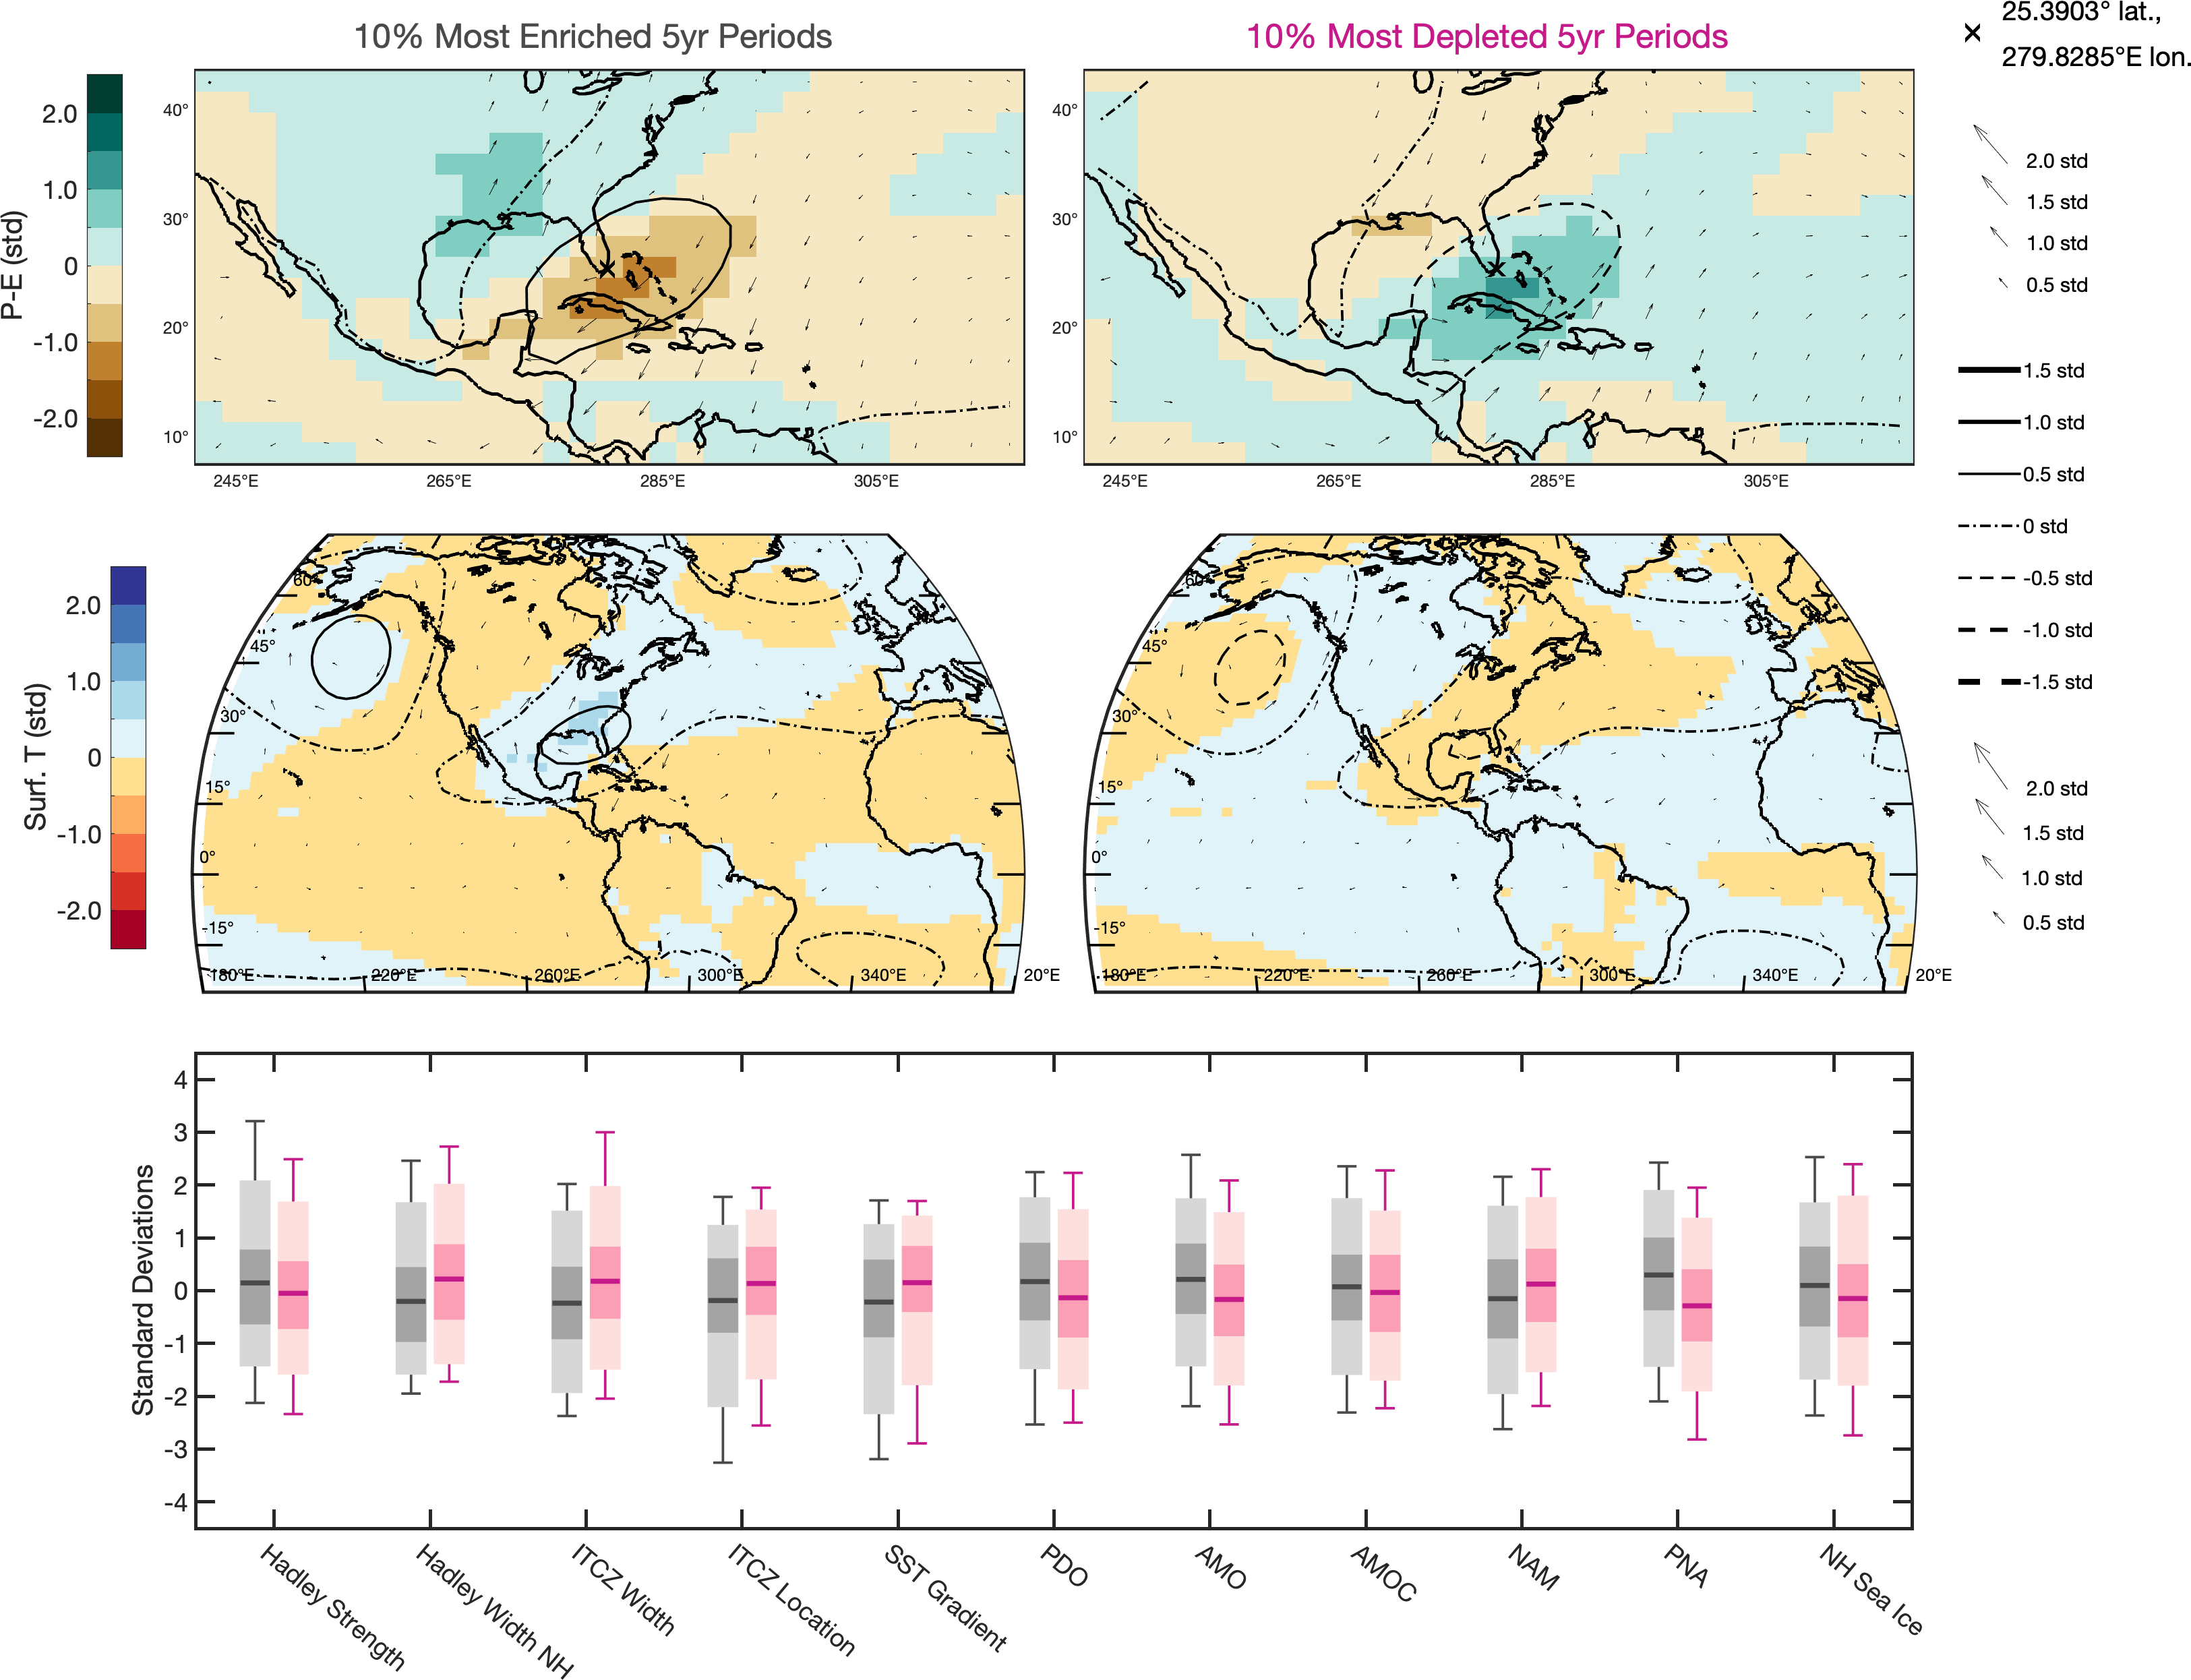 10% Most Enriched 5yr Periods
10% Most Depleted 5yr Periods
25.3903° lat.,
279.8285°E lon.
P-E (std)
2.0
1.0
0
-1.0
-2.0
40°
30°
20°
10°
245°E
265°E
285°E
305°E
40°
30°
20°
10°
245°E
265°E
285°E
305°E
2.0 std
1.5 std
1.0 std
0.5 std
1.5 std
1.0 std
0.5 std
0 std
-0.5 std
-1.0 std
-1.5 std
Surf. T (std)
2.0
1.0
0
-1.0
-2.0
60°
45°
30°
15°
0°
-15°
180°E
220°E
260°E
300°E
340°E
20°E
60°
45°
30°
15°
0°
-15°
180°E
220°E
260°E
300°E
340°E
20°E
2.0 std
1.5 std
1.0 std
0.5 std
Standard Deviations
4
3
2
1
0
-1
-2
-3
-4
Hadley Strength
Hadley Width NH
ITCZ Width
ITCZ Location
SST Gradient
PDO
AMO
AMOC
NAM
PNA
NH Sea Ice